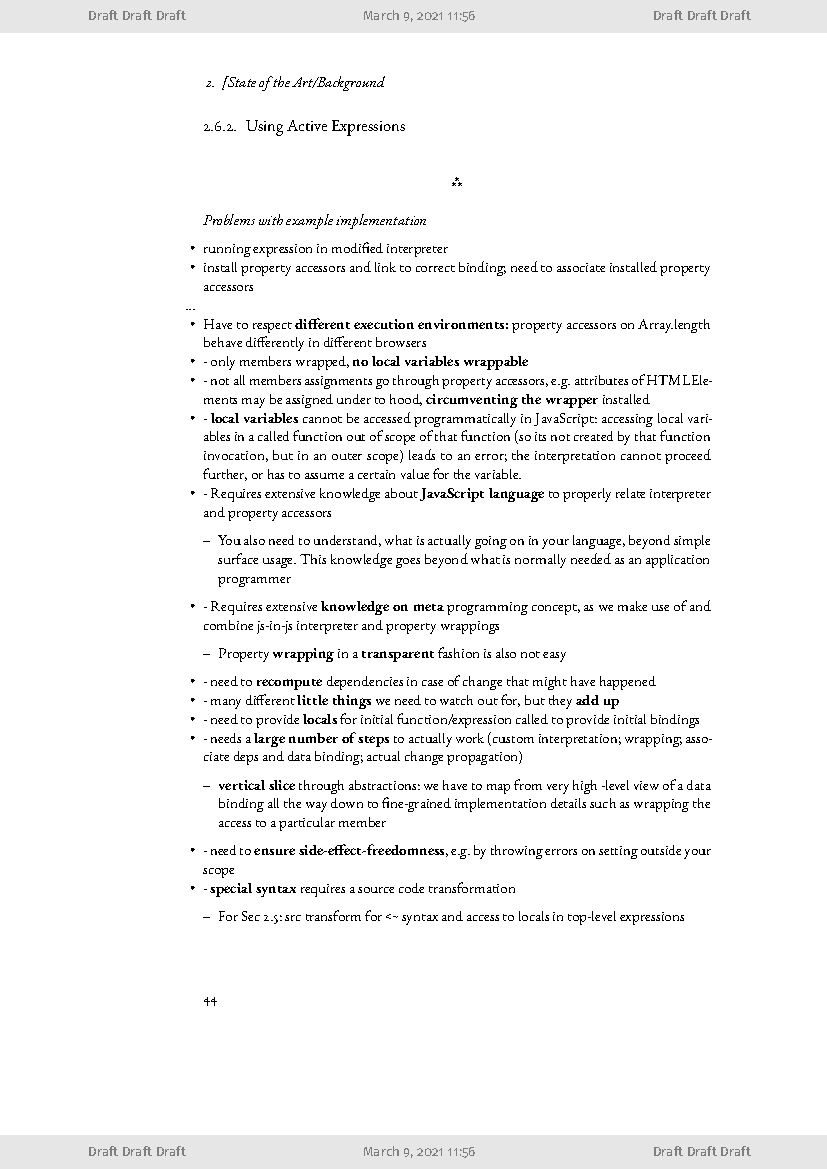 Draft Draft Draft March 9, 2021 11:56 Draft Draft Draft
2. [State of the Art/Background
2.6.2. Using Active Expressions
⁂
Problems with example implementation
• running expression in modified interpreter
• install property accessors and link to correct binding; need to associate installed property
accessors
...
• Have to respect different execution environments: property accessors on Array.length
behave differently in different browsers
• - only members wrapped, no local variables wrappable
• - not all members assignments go through property accessors, e.g. attributes of HTMLEle-
ments may be assigned under to hood, circumventing the wrapper installed
• - local variables cannot be accessed programmatically in JavaScript: accessing local vari-
ables in a called function out of scope of that function (so its not created by that function
invocation, but in an outer scope) leads to an error; the interpretation cannot proceed
further, or has to assume a certain value for the variable.
• - Requires extensive knowledge about JavaScript language to properly relate interpreter
and property accessors
– You also need to understand, what is actually going on in your language, beyond simple
surface usage. This knowledge goes beyond what is normally needed as an application
programmer
• - Requires extensive knowledge on meta programming concept, as we make use of and
combine js-in-js interpreter and property wrappings
– Property wrapping in a transparent fashion is also not easy
• - need to recompute dependencies in case of change that might have happened
• - many different little things we need to watch out for, but they add up
• - need to provide locals for initial function/expression called to provide initial bindings
• - needs a large number of steps to actually work (custom interpretation; wrapping; asso-
ciate deps and data binding; actual change propagation)
– vertical slice through abstractions: we have to map from very high -level view of a data
binding all the way down to fine-grained implementation details such as wrapping the
access to a particular member
• - need to ensure side-effect-freedomness, e.g. by throwing errors on setting outside your
scope
• - special syntax requires a source code transformation
– For Sec 2.5: src transform for <~ syntax and access to locals in top-level expressions
44
Draft Draft Draft March 9, 2021 11:56 Draft Draft Draft